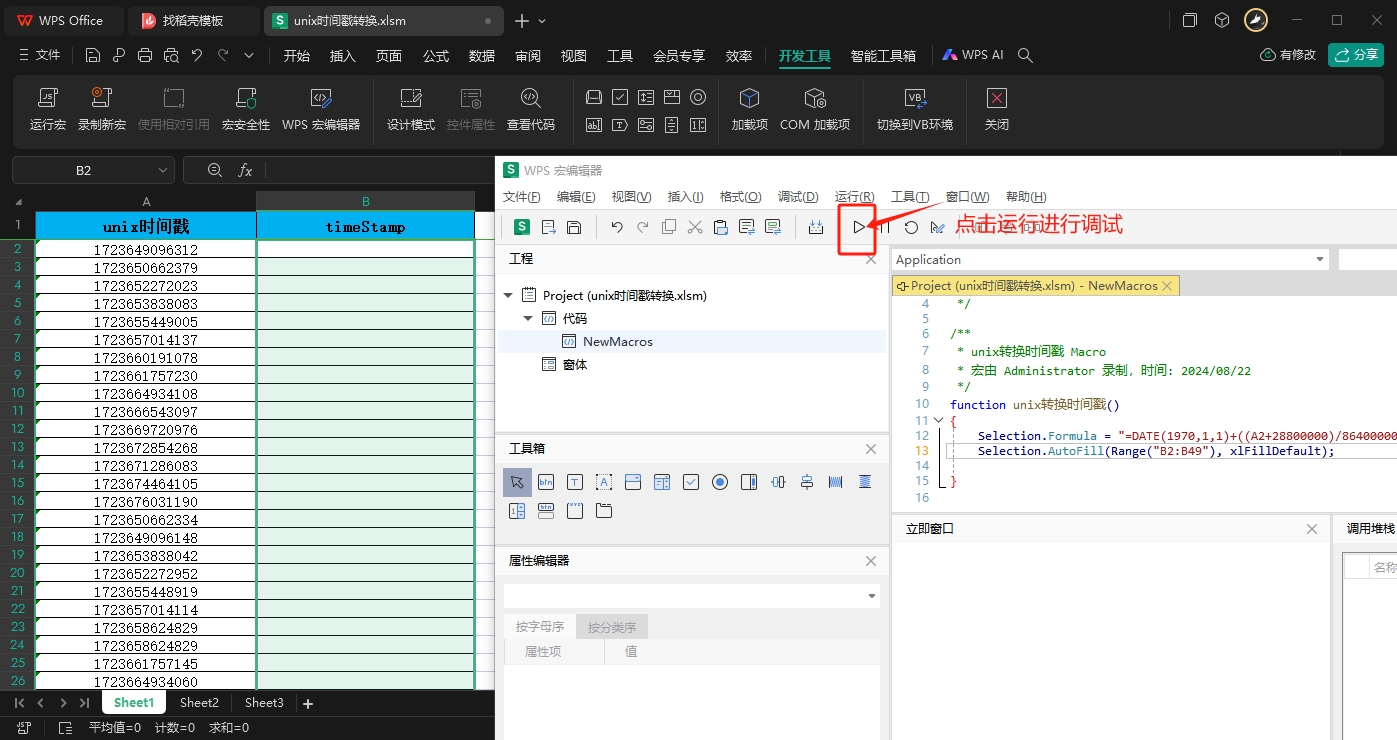 WPS Office 找稻壳模板 unix时间戳转换.xlsm
文件 开始 插入 页面 公式 数据 审阅 视图 工具 会员专享 效率 开发工具 智能工具箱 WPS AI 有修改 分享
运行宏 录制新宏 使用相对引用 宏安全性 WPS 宏编辑器 设计模式 控件属性 查看代码 加载项 COM 加载项 切换到VB环境 关闭
B2 fx
A B
1 unix时间戳 timeStamp
2 1723649096312
3 1723650662379
4 1723652272023
5 1723653838083
6 1723655449005
7 1723657014137
8 1723660191078
9 1723661757230
10 1723664934108
11 1723666543097
12 1723669720976
13 1723672854268
14 1723671286083
15 1723674464105
16 1723676031190
17 1723650662334
18 1723649096148
19 1723653838042
20 1723652272952
21 1723655448919
22 1723657014114
23 1723658624829
24 1723658624829
25 1723661757145
26 1723664934060
Sheet1 Sheet2 Sheet3
平均值=0 计数=0 求和=0
WPS 宏编辑器
文件(F) 编辑(E) 视图(V) 插入(I) 格式(O) 调试(D) 运行(R) 工具(T) 窗口(W) 帮助(H)
点击运行进行调试
工程
Project (unix时间戳转换.xlsm)
代码
NewMacros
窗体
工具箱
属性编辑器
按字母序 按分类序
属性项 值
Application
Project (unix时间戳转换.xlsm) - NewMacros
4 */
5
6 /**
7 * unix转换时间戳 Macro
8 * 宏由 Administrator 录制，时间: 2024/08/22
9 */
10 function unix转换时间戳()
11 {
12 Selection.Formula = "=DATE(1970,1,1)+((A2+28800000)/86400000
13 Selection.AutoFill(Range("B2:B49"), xlFillDefault);
14
15 }
16
立即窗口
调用堆栈
名称